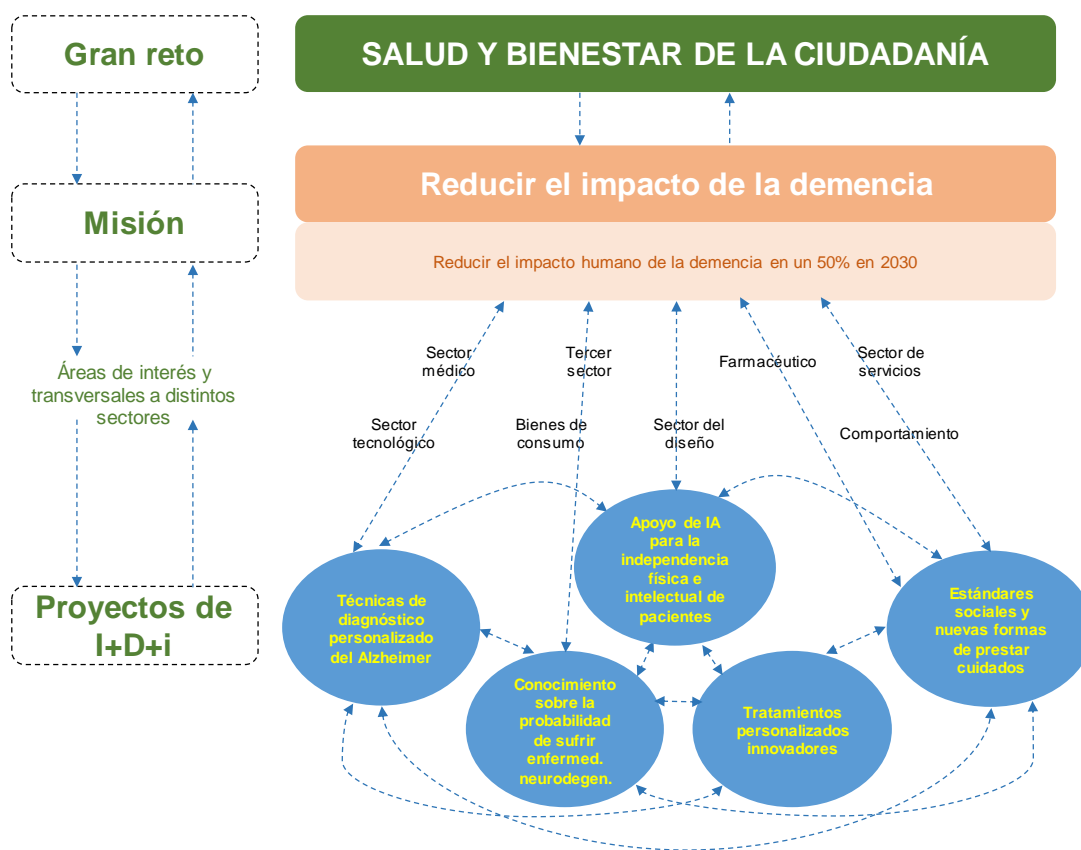 Gran reto
SALUD Y BIENESTAR DE LA CIUDADANÍA
Misión
Reducir el impacto de la demencia
Reducir el impacto humano de la demencia en un 50% en 2030
Áreas de interés y
transversales a distintos
sectores
Sector
médico
Tercer
sector
Farmacéutico
Sector de
servicios
Sector
tecnológico
Bienes de
consumo
Sector del
diseño
Comportamiento
Proyectos de
I+D+i
Técnicas de
diagnóstico
personalizado
del Alzheimer
Apoyo de IA
para la
independencia
física e
intelectual de
pacientes
Estándares
sociales y
nuevas formas
de prestar
cuidados
Conocimiento
sobre la
probabilidad
de sufrir
enfermed.
neurodegen.
Tratamientos
personalizados
innovadores